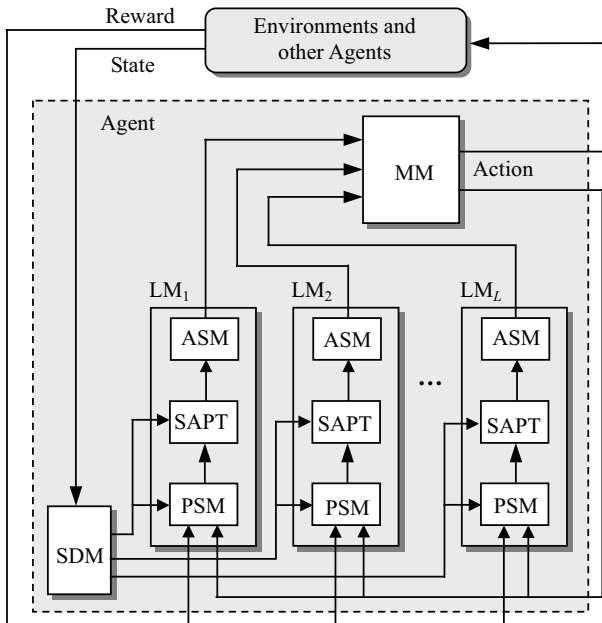 Reward
Environments and
other Agents
State
Agent
MM
Action
LM₁
LM₂
LM_L
ASM
ASM
ASM
...
SAPT
SAPT
SAPT
PSM
PSM
PSM
SDM